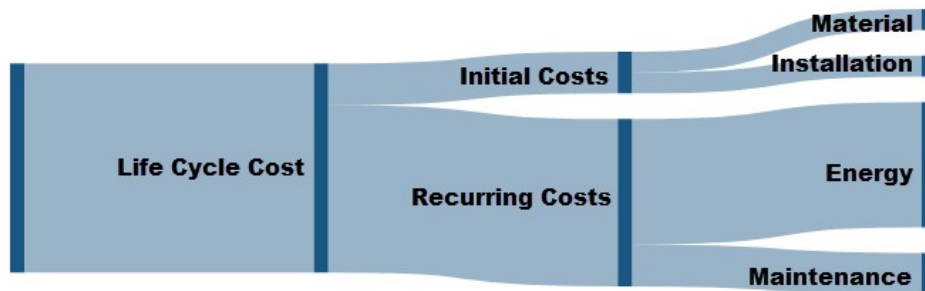 Material
Installation
Initial Costs
Life Cycle Cost
Energy
Recurring Costs
Maintenance